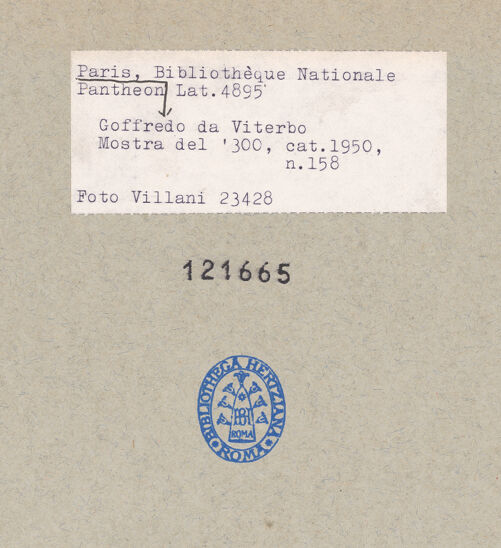 Paris, Bibliothèque Nationale
Pantheon Lat.4895
Goffredo da Viterbo
Mostra del '300, cat.1950,
n.158
Foto Villani 23428
121665
BIBLIOTHECA HERTZIANA
BH
ROMA
ROMA